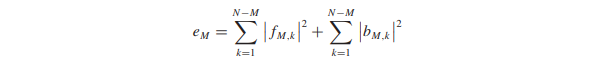 $e_M = \sum_{k=1}^{N-M} |f_{M,k}|^2 + \sum_{k=1}^{N-M} |b_{M,k}|^2$